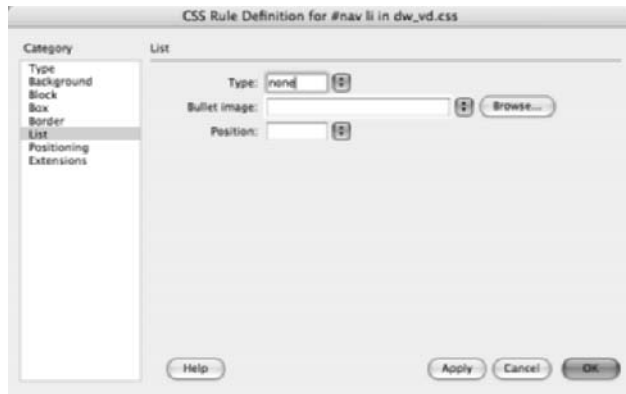 CSS Rule Definition for #nav li in dw_vd.css
Category
List
Type
Background
Block
Box
Border
List
Positioning
Extensions
Type: none
Bullet image:
Browse...
Position:
Help
Apply
Cancel
OK